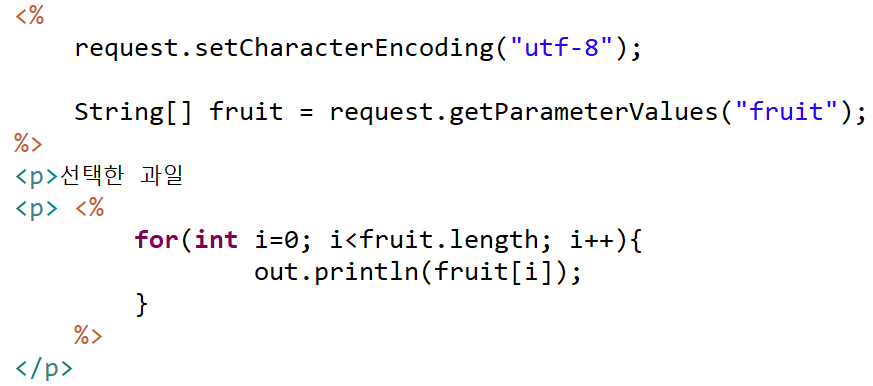 <%
request.setCharacterEncoding("utf-8");
String[] fruit = request.getParameterValues("fruit");
%>
<p>선택한 과일
<p> <%
for(int i=0; i<fruit.length; i++){
out.println(fruit[i]);
}
%>
</p>